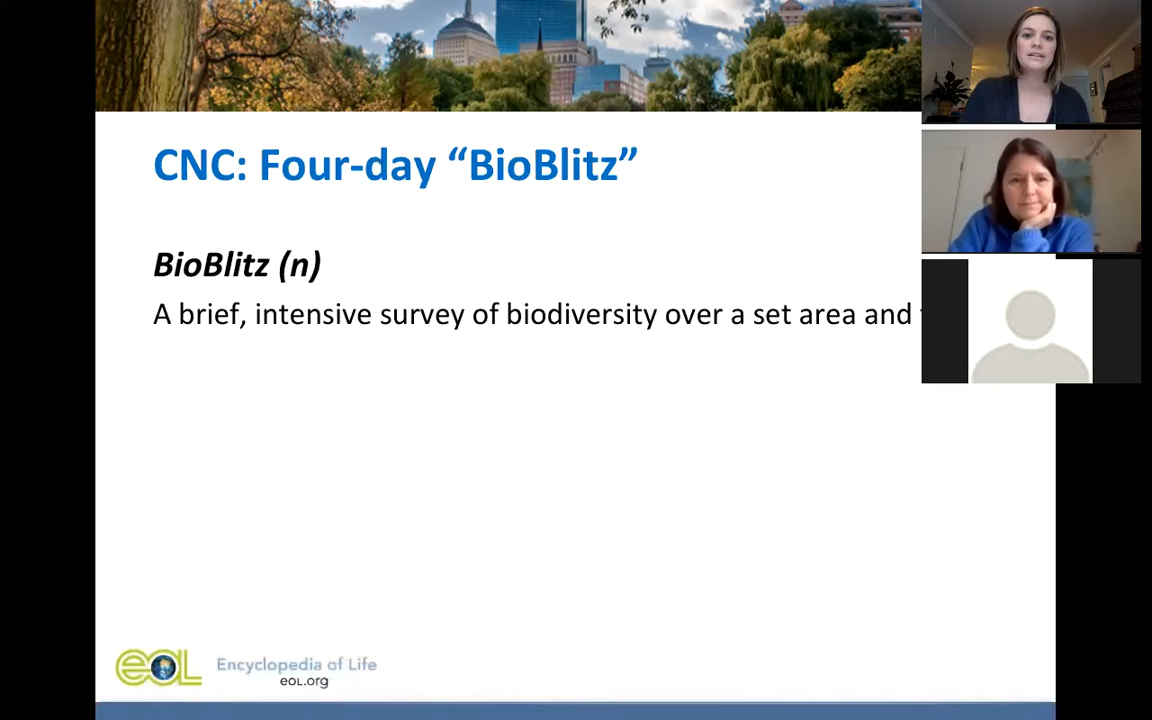 CNC: Four-day “BioBlitz”
BioBlitz (n)
A brief, intensive survey of biodiversity over a set area and
eOL Encyclopedia of Life
eol.org